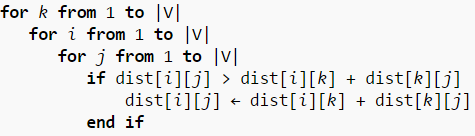 for k from 1 to |V|
for i from 1 to |V|
for j from 1 to |V|
if dist[i][j] > dist[i][k] + dist[k][j]
dist[i][j] ← dist[i][k] + dist[k][j]
end if